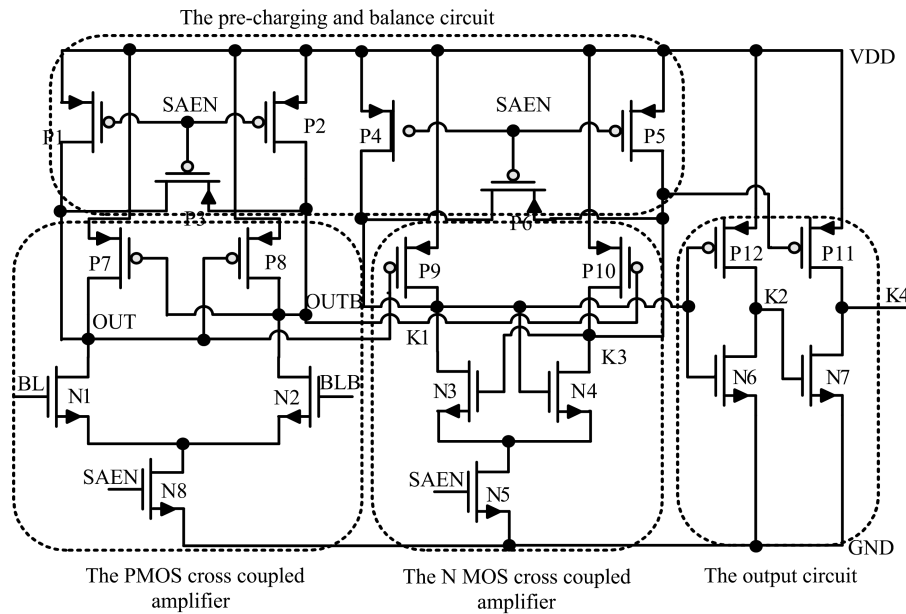 The pre-charging and balance circuit
VDD
SAEN
SAEN
P1
P2
P4
P5
P3
P6
P7
P8
P9
P10
P12
P11
OUTB
K2
K4
OUT
K1
K3
BL
N1
N2
BLB
N3
N4
N6
N7
SAEN
N8
SAEN
N5
GND
The PMOS cross coupled
amplifier
The N MOS cross coupled
amplifier
The output circuit